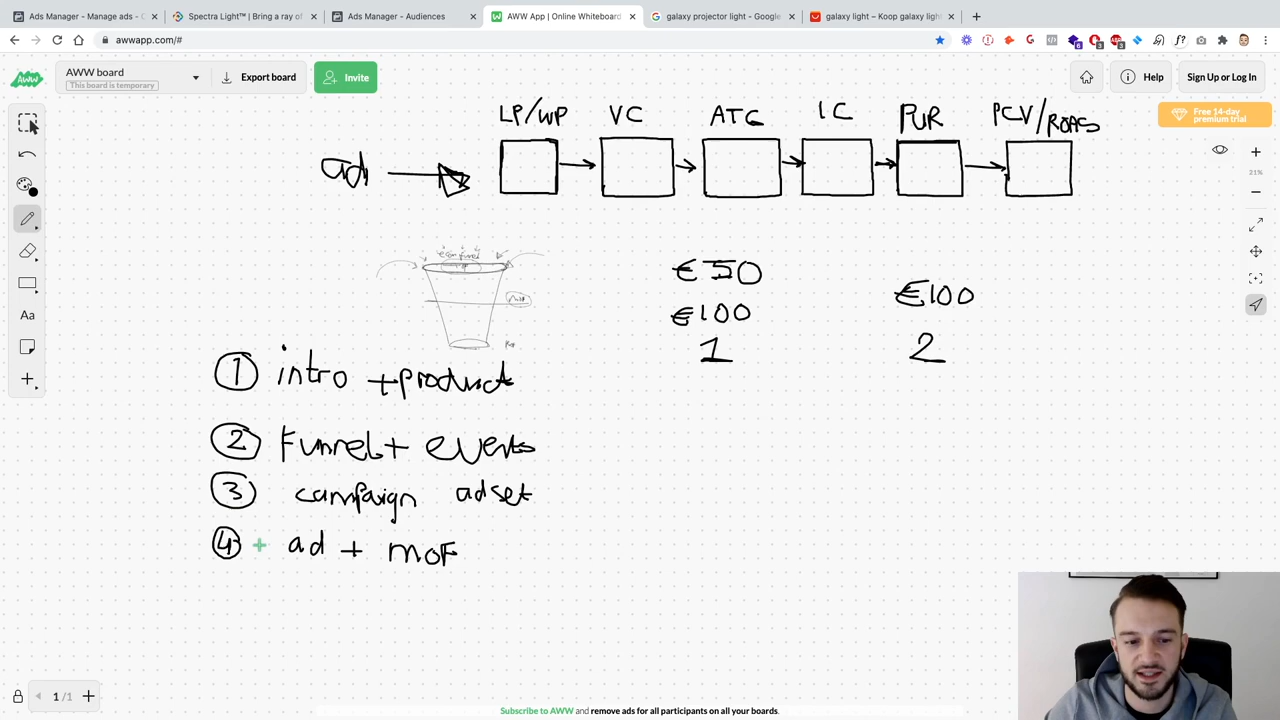 Ads Manager - Manage ads - C
Spectra Light™ | Bring a ray of
Ads Manager - Audiences
AWW App | Online Whiteboard
galaxy projector light - Google
galaxy light – Koop galaxy light
awwapp.com/#
AWW
AWW board
This board is temporary
Export board
Invite
Help
Sign Up or Log In
Free 14-day
premium trial
21%
LP/WP VC ATC IC PUR PCV/ROAS
ad
€50
€100
1
€100
2
1 intro + product
2 Funnel + events
3 campaign adset
4 ad + MOF
Aa
1 /1
Subscribe to AWW and remove ads for all participants on all your boards.